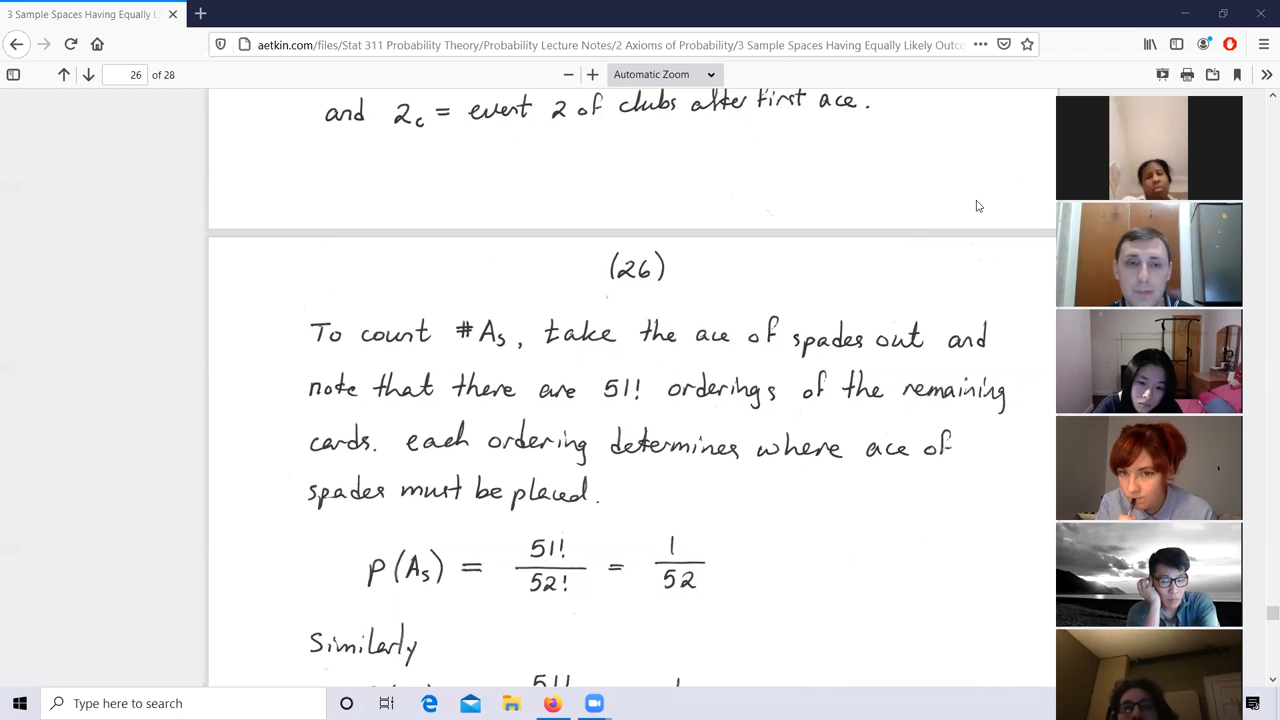 3 Sample Spaces Having Equally L
aetkin.com/files/Stat 311 Probability Theory/Probability Lecture Notes/2 Axioms of Probability/3 Sample Spaces Having Equally Likely Outc
26 of 28
Automatic Zoom
and 2c = event 2 of clubs after first ace.
(26)
To count #As, take the ace of spades out and
note that there are 51! orderings of the remaining
cards. each ordering determines where ace of
spades must be placed.
P(As) = 51!/52! = 1/52
Similarly
Type here to search